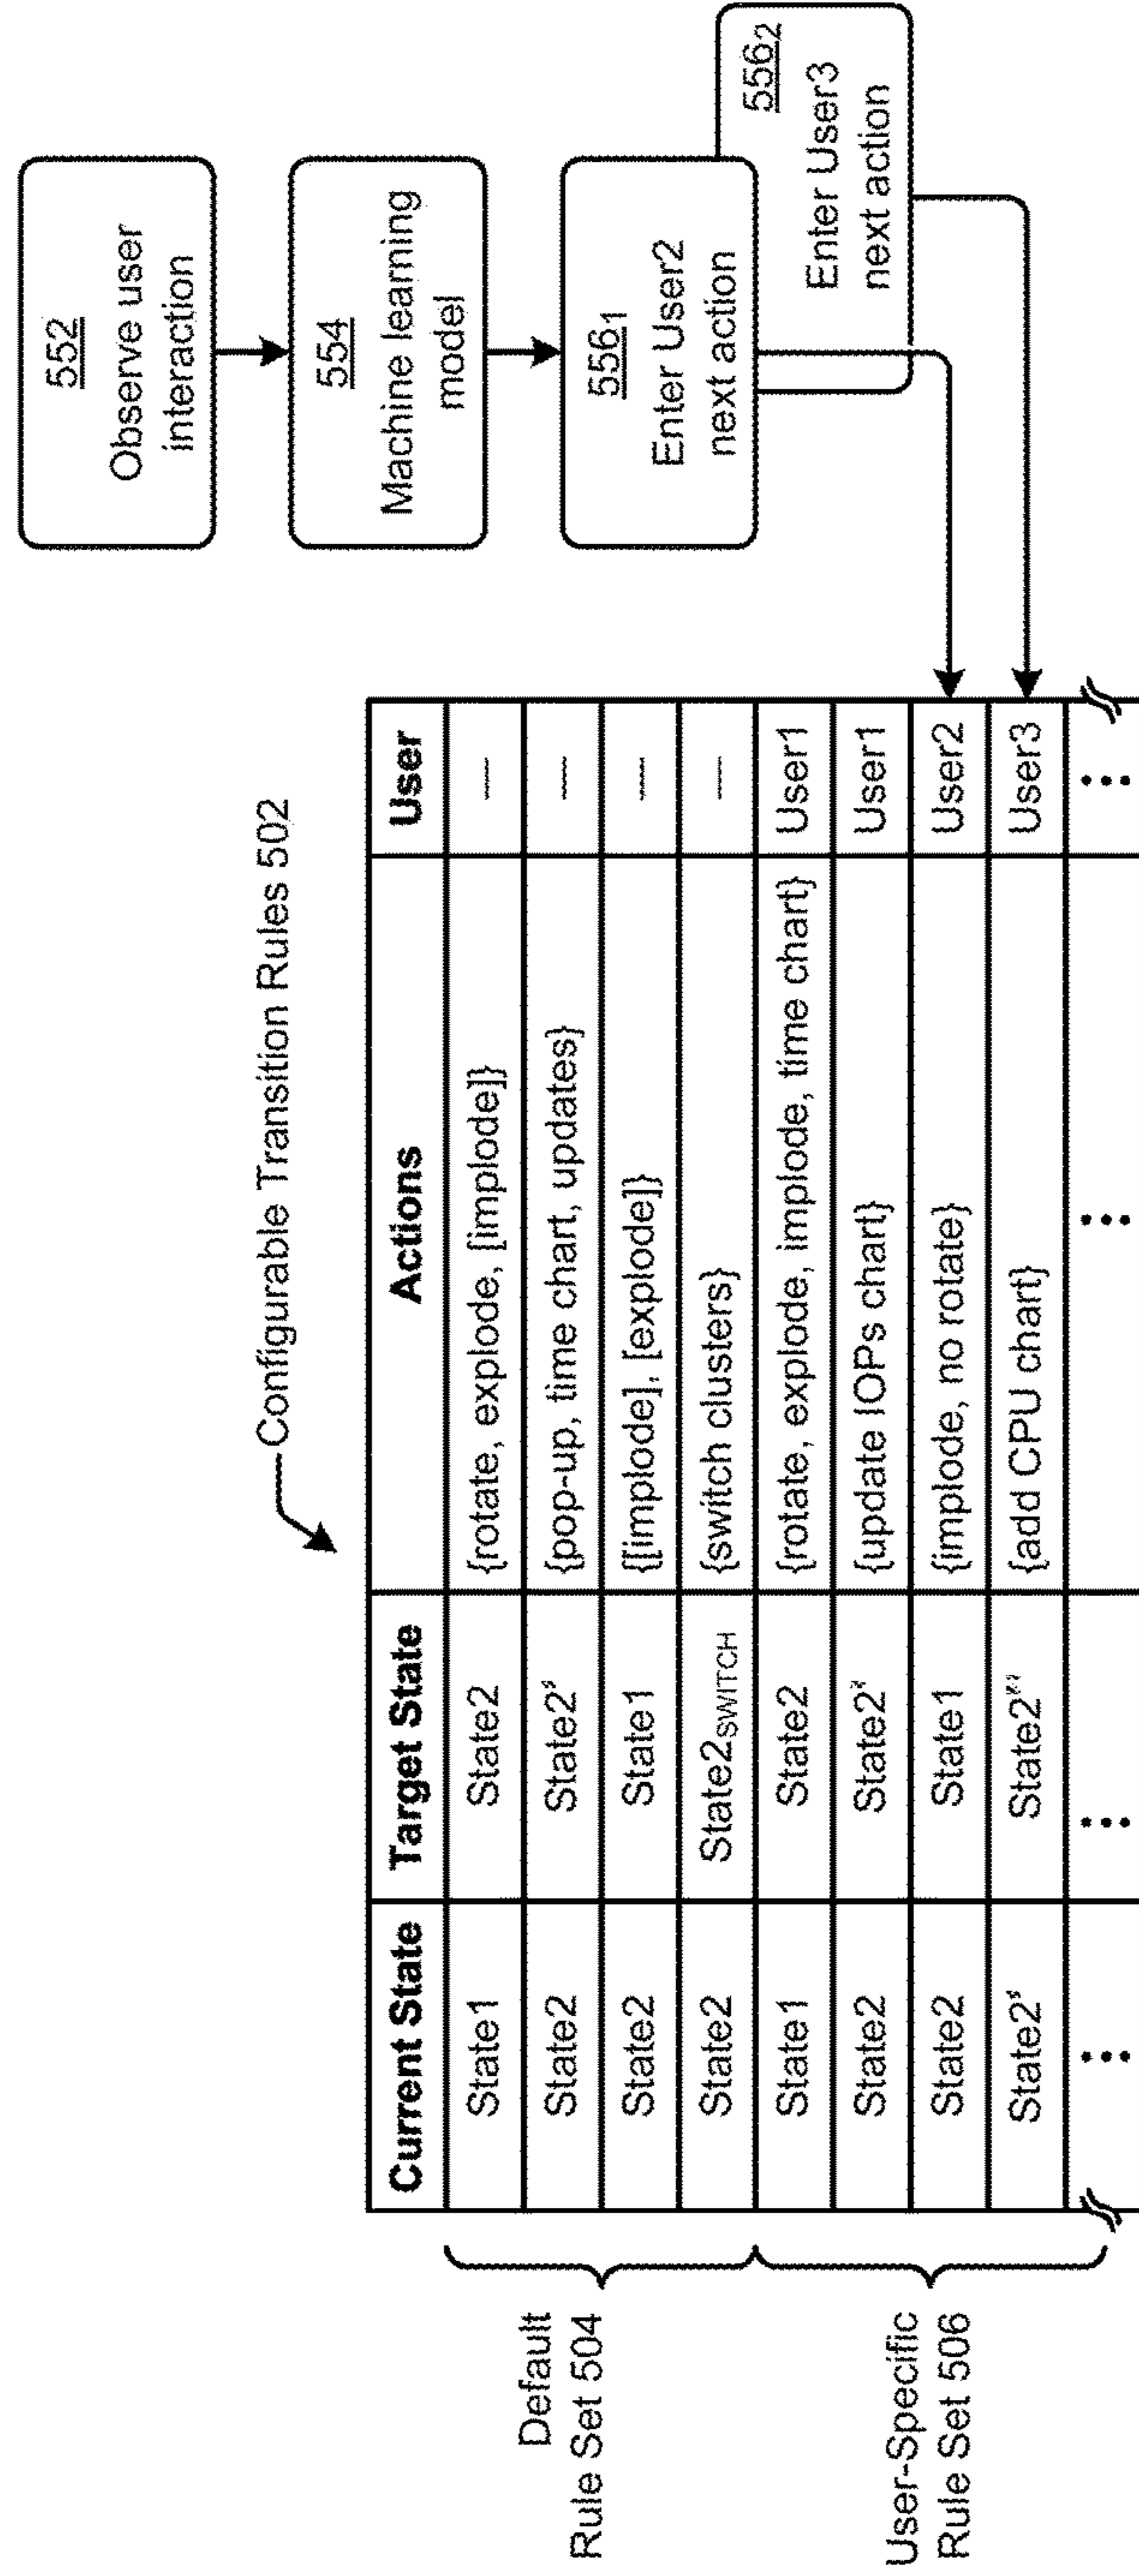 Configurable Transition Rules 502
Current State Target State Actions User
State1 State2 {rotate, explode, [implode]} —
State2 State2* {pop-up, time chart, updates} —
State2 State1 {[implode], [explode]} —
State2 State2SWITCH {switch clusters} —
State1 State2 {rotate, explode, implode, time chart} User1
State2 State2* {update IOPs chart} User1
State2 State1 {implode, no rotate} User2
State2* State2** {add CPU chart} User3
⋮ ⋮ ⋮ ⋮
Default
Rule Set 504
User-Specific
Rule Set 506
552
Observe user
interaction
554
Machine learning
model
556₁
Enter User2
next action
556₂
Enter User3
next action